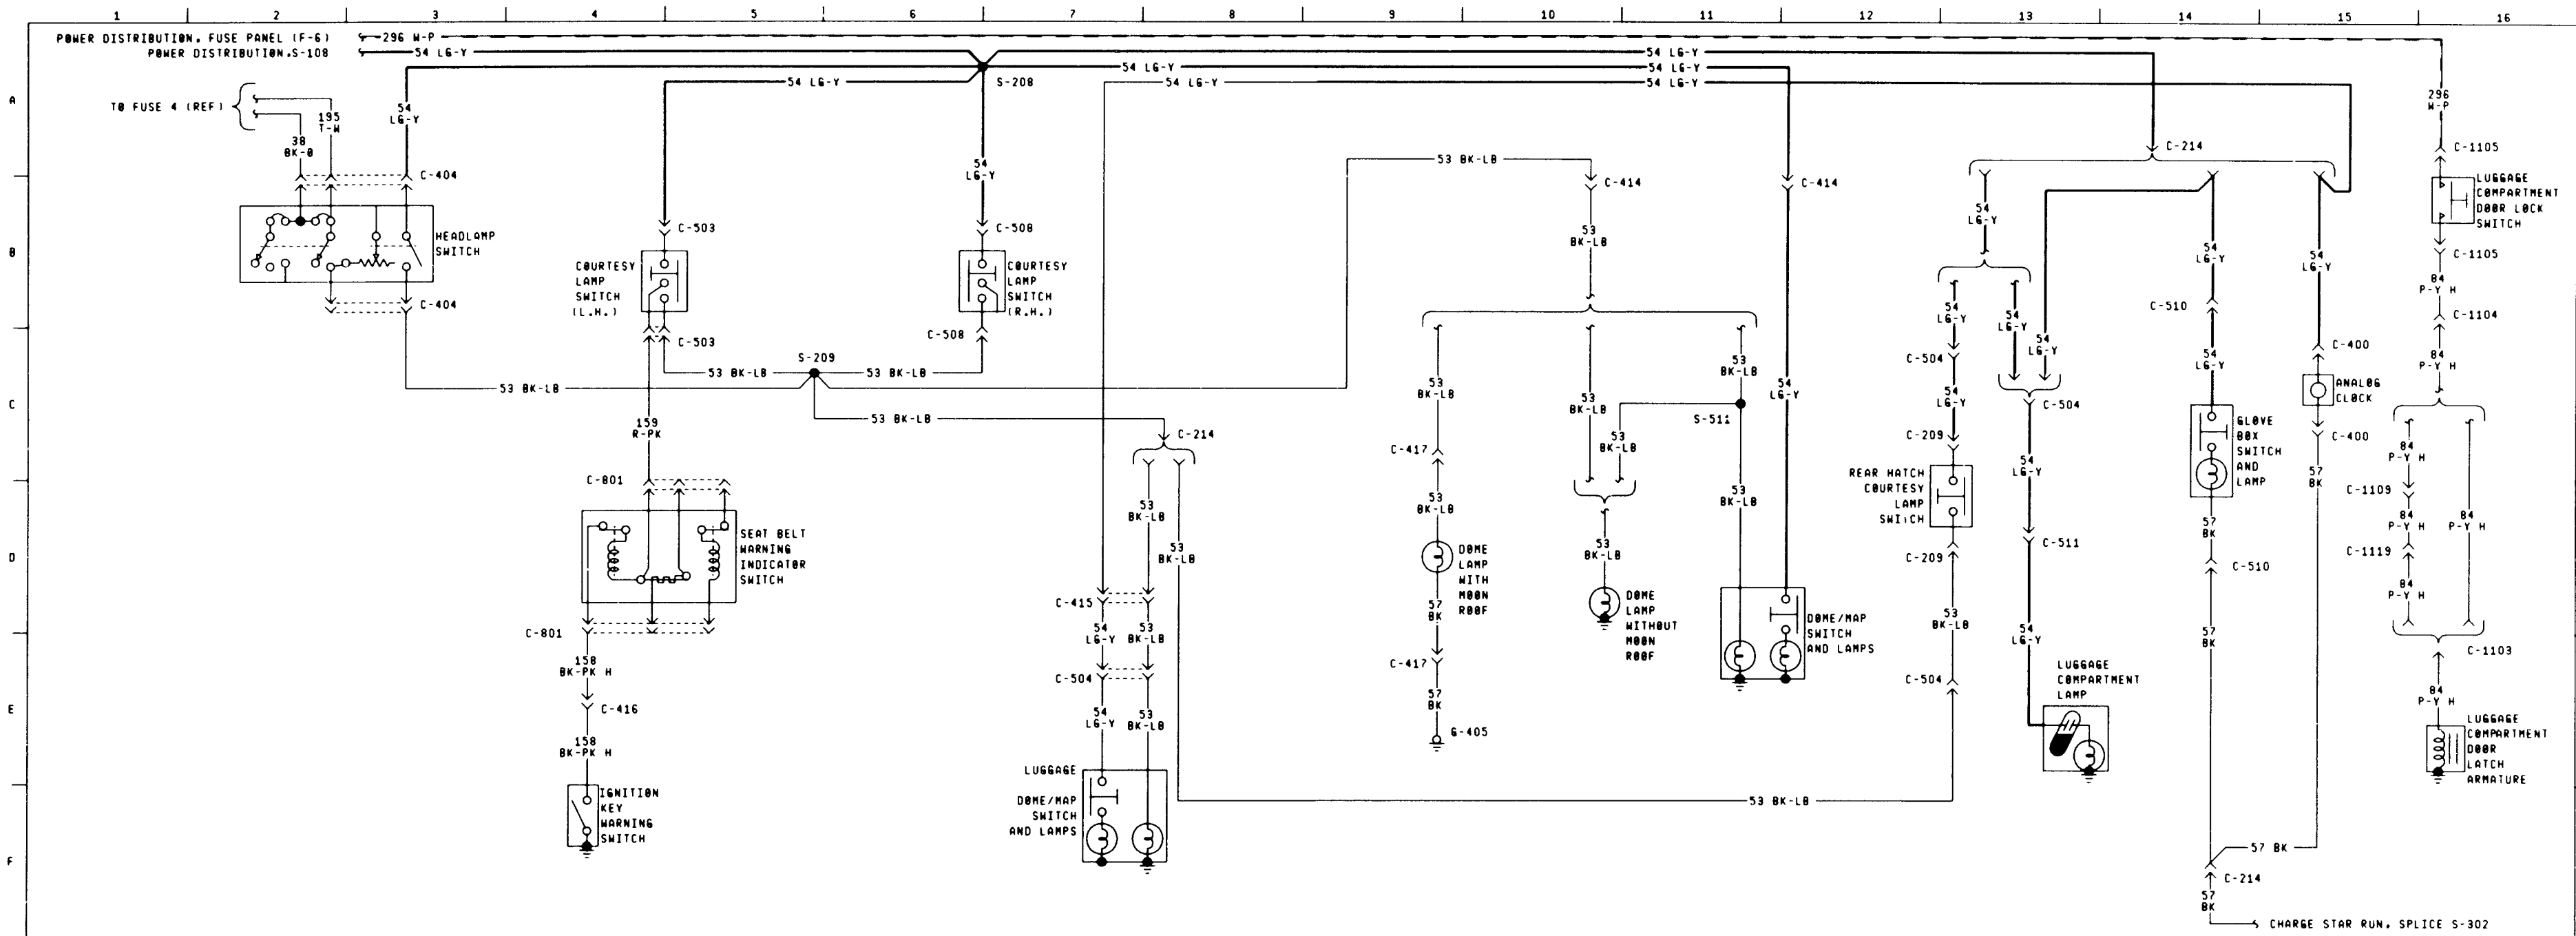 1 2 3 4 5 6 7 8 9 10 11 12 13 14 15 16
POWER DISTRIBUTION. FUSE PANEL (F-6)
296 W-P
POWER DISTRIBUTION.S-108
54 LG-Y
54 LG-Y
54 LG-Y
54 LG-Y
54 LG-Y
54 LG-Y
54 LG-Y
54 LG-Y
S-208
A
B
C
D
E
F
TO FUSE 4 (REF)
195
T-W
38
BK-O
54
LG-Y
C-404
HEADLAMP
SWITCH
C-404
C-503
COURTESY
LAMP
SWITCH
(L.H.)
C-503
54
LG-Y
C-508
COURTESY
LAMP
SWITCH
(R.H.)
C-508
S-209
53 BK-LB
53 BK-LB
53 BK-LB
53 BK-LB
159
R-PK
C-801
SEAT BELT
WARNING
INDICATOR
SWITCH
C-801
158
BK-PK H
C-416
158
BK-PK H
IGNITION
KEY
WARNING
SWITCH
C-214
53
BK-LB
53
BK-LB
C-415
54
LG-Y
53
BK-LB
C-504
54
LG-Y
53
BK-LB
LUGGAGE
DOME/MAP
SWITCH
AND LAMPS
53 BK-LB
53 BK-LB
C-414
53
BK-LB
53
BK-LB
C-417
53
BK-LB
DOME
LAMP
WITH
MOON
ROOF
57
BK
C-417
57
BK
G-405
53
BK-LB
53
BK-LB
53
BK-LB
DOME
LAMP
WITHOUT
MOON
ROOF
53
BK-LB
S-511
53
BK-LB
C-414
54
LG-Y
DOME/MAP
SWITCH
AND LAMPS
C-214
54
LG-Y
54
LG-Y
C-504
54
LG-Y
C-209
REAR HATCH
COURTESY
LAMP
SWITCH
C-209
53
BK-LB
C-504
54
LG-Y
54
LG-Y
C-504
54
LG-Y
C-511
54
LG-Y
LUGGAGE
COMPARTMENT
LAMP
54
LG-Y
C-510
54
LG-Y
GLOVE
BOX
SWITCH
AND
LAMP
57
BK
C-510
57
BK
54
LG-Y
C-400
ANALOG
CLOCK
C-400
57
BK
57 BK
C-214
57
BK
CHARGE STAR RUN. SPLICE S-302
296
W-P
C-1105
LUGGAGE
COMPARTMENT
DOOR LOCK
SWITCH
C-1105
84
P-Y H
C-1104
84
P-Y H
84
P-Y H
C-1109
84
P-Y H
84
P-Y H
C-1119
84
P-Y H
C-1103
84
P-Y H
LUGGAGE
COMPARTMENT
DOOR
LATCH
ARMATURE